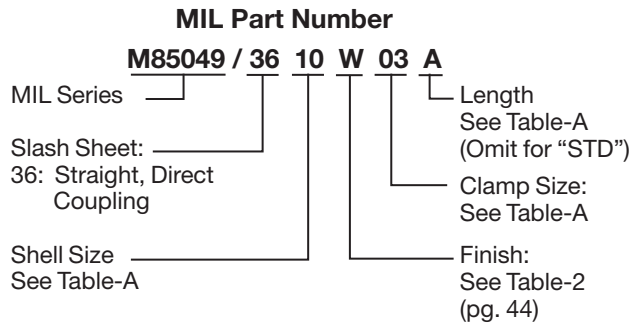 MIL Part Number
M85049 / 36 10 W 03 A
MIL Series
Slash Sheet:
36: Straight, Direct
Coupling
Shell Size
See Table-A
Length
See Table-A
(Omit for “STD”)
Clamp Size:
See Table-A
Finish:
See Table-2
(pg. 44)